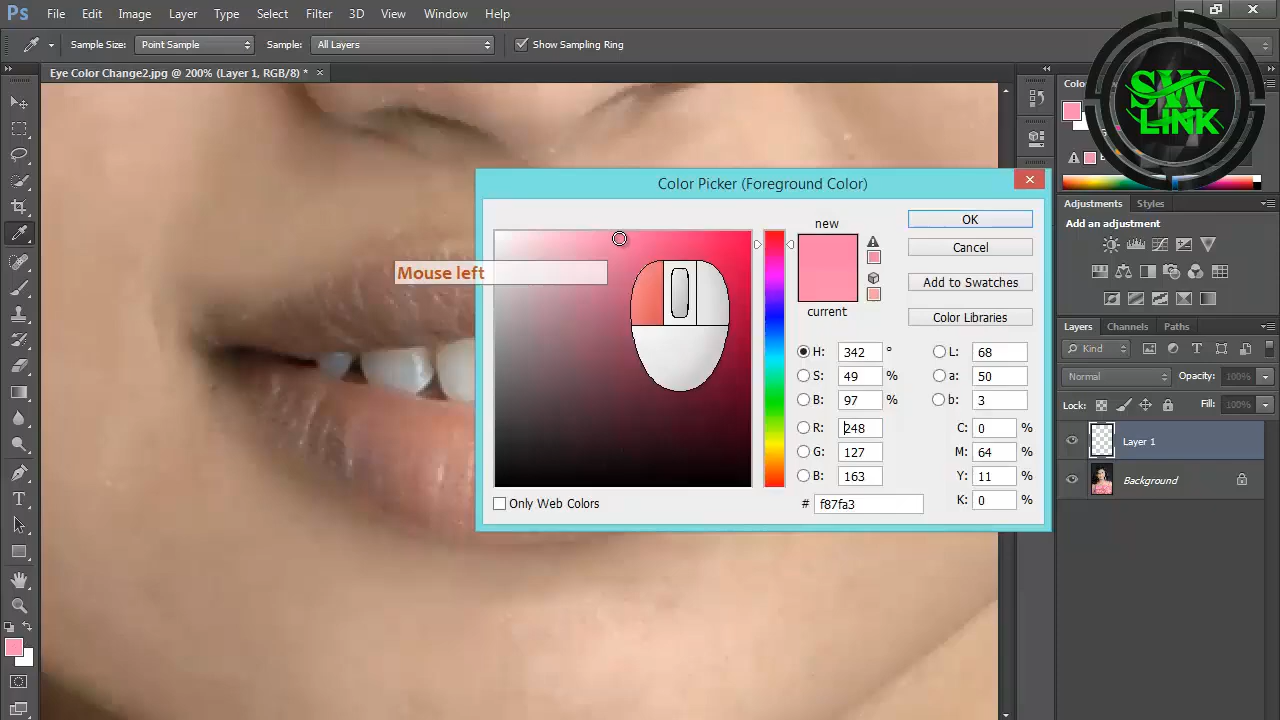 Ps File Edit Image Layer Type Select Filter 3D View Window Help
Sample Size: Point Sample Sample: All Layers Show Sampling Ring
Eye Color Change2.jpg @ 200% (Layer 1, RGB/8) * ×
SW
LINK
Color Picker (Foreground Color)
new
current
OK
Cancel
Add to Swatches
Color Libraries
Mouse left
H: 342 °
S: 49 %
B: 97 %
R: 248
G: 127
B: 163
L: 68
a: 50
b: 3
C: 0 %
M: 64 %
Y: 11 %
K: 0 %
# f87fa3
Only Web Colors
Adjustments Styles
Add an adjustment
Layers Channels Paths
Kind
Normal Opacity: 100%
Lock: Fill: 100%
Layer 1
Background